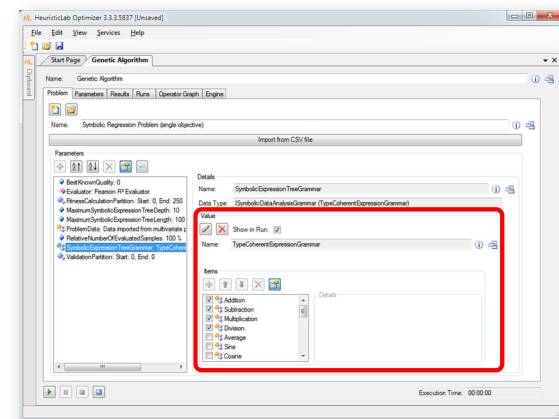 HL HeuristicLab Optimizer 3.3.3.5837 [Unsaved]
File Edit View Services Help
HL Start Page Genetic Algorithm
Clipboard
Name: Genetic Algorithm
Problem Parameters Results Runs Operator Graph Engine
Name: Symbolic Regression Problem (single objective)
Import from CSV file
Parameters
BestKnownQuality: 0
Evaluator: Pearson R² Evaluator
FitnessCalculationPartition: Start: 0, End: 250
MaximumSymbolicExpressionTreeDepth: 10
MaximumSymbolicExpressionTreeLength: 100
ProblemData: Data imported from multivariate p
RelativeNumberOfEvaluatedSamples: 100 %
SymbolicExpressionTreeGrammar: TypeCohere
ValidationPartition: Start: 0, End: 0
Details
Name: SymbolicExpressionTreeGrammar
Data Type: ISymbolicDataAnalysisGrammar (TypeCoherentExpressionGrammar)
Value
Show in Run:
Name: TypeCoherentExpressionGrammar
Items
Addition
Subtraction
Multiplication
Division
Average
Sine
Cosine
Details
Execution Time: 00:00:00